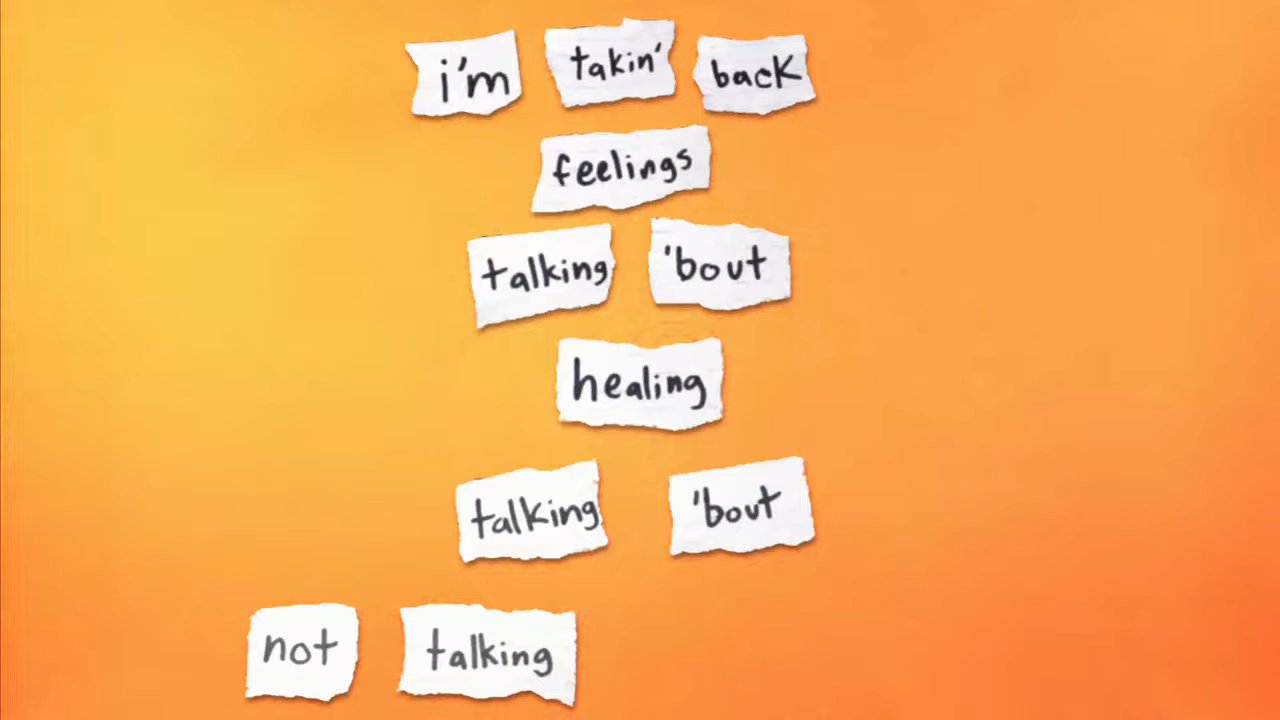 i'm takin' back
feelings
talking 'bout
healing
talking 'bout
not talking